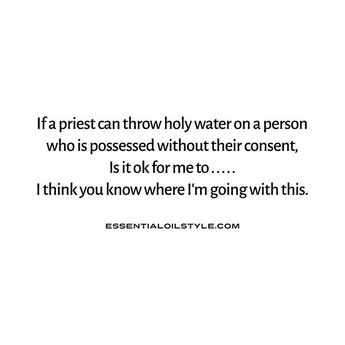 If a priest can throw holy water on a person
who is possessed without their consent,
Is it ok for me to . . . . .
I think you know where I'm going with this.
ESSENTIALOILSTYLE.COM